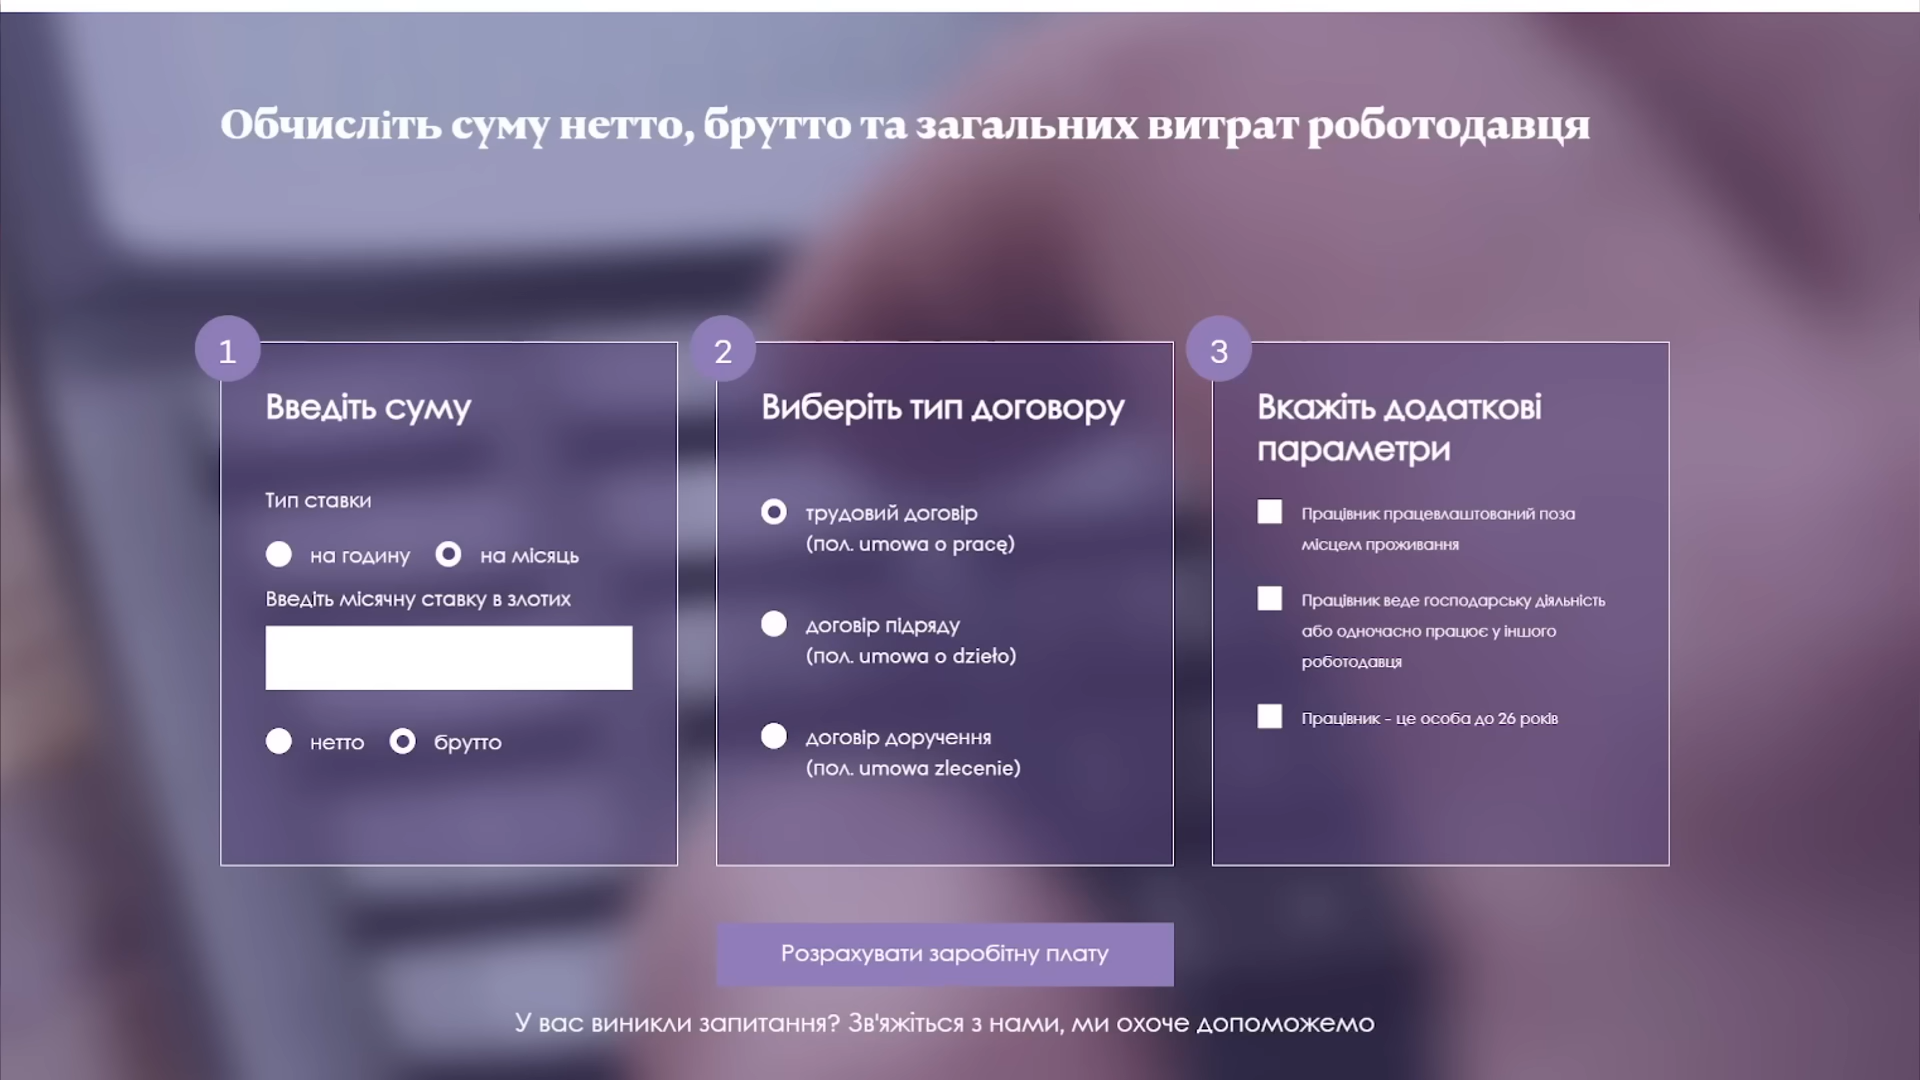 Обчисліть суму нетто, брутто та загальних витрат роботодавця
1
Введіть суму
Тип ставки
на годину
на місяць
Введіть місячну ставку в злотих
нетто
брутто
2
Виберіть тип договору
трудовий договір
(пол. umowa o pracę)
договір підряду
(пол. umowa o dzieło)
договір доручення
(пол. umowa zlecenie)
3
Вкажіть додаткові
параметри
Працівник працевлаштований поза
місцем проживання
Працівник веде господарську діяльність
або одночасно працює у іншого
роботодавця
Працівник - це особа до 26 років
Розрахувати заробітну плату
У вас виникли запитання? Зв'яжіться з нами, ми охоче допоможемо